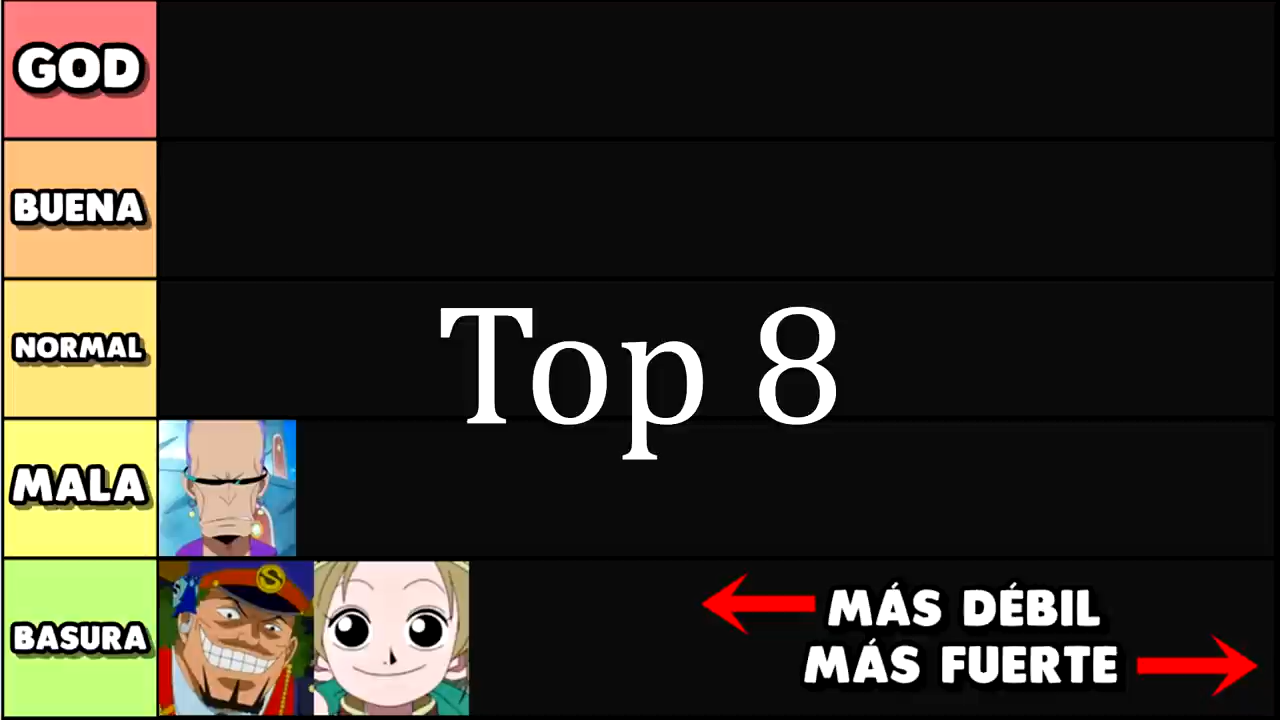 GOD
BUENA
NORMAL
Top 8
MALA
BASURA
MÁS DÉBIL
MÁS FUERTE